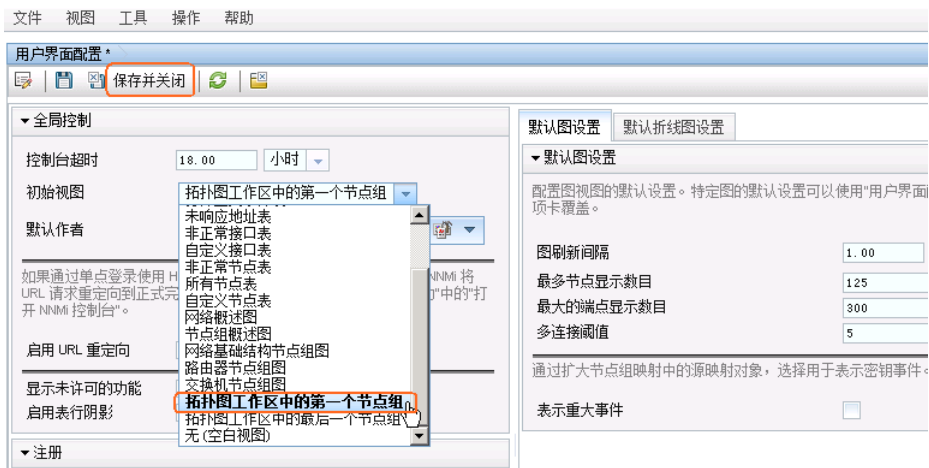 文件 视图 工具 操作 帮助
用户界面配置 *
保存并关闭
全局控制
控制台超时 18.00 小时
初始视图 拓扑图工作区中的第一个节点组
默认作者
未响应地址表
非正常接口表
自定义接口表
非正常节点表
所有节点表
自定义节点表
网络概述图
节点组概述图
网络基础结构节点组图
路由器节点组图
交换机节点组图
拓扑图工作区中的第一个节点组
拓扑图工作区中的最后一个节点组
无(空白视图)
如果通过单点登录使用 H NNMi 将
URL 请求重定向到正式完 "中的"打
开 NNMi 控制台"。
启用 URL 重定向
显示未许可的功能
启用表行阴影
注册
默认图设置 默认折线图设置
默认图设置
配置图视图的默认设置。特定图的默认设置可以使用"用户界面
项卡覆盖。
图刷新间隔 1.00
最多节点显示数目 125
最大的端点显示数目 300
多连接阈值 5
通过扩大节点组映射中的源映射对象，选择用于表示密钥事件。
表示重大事件